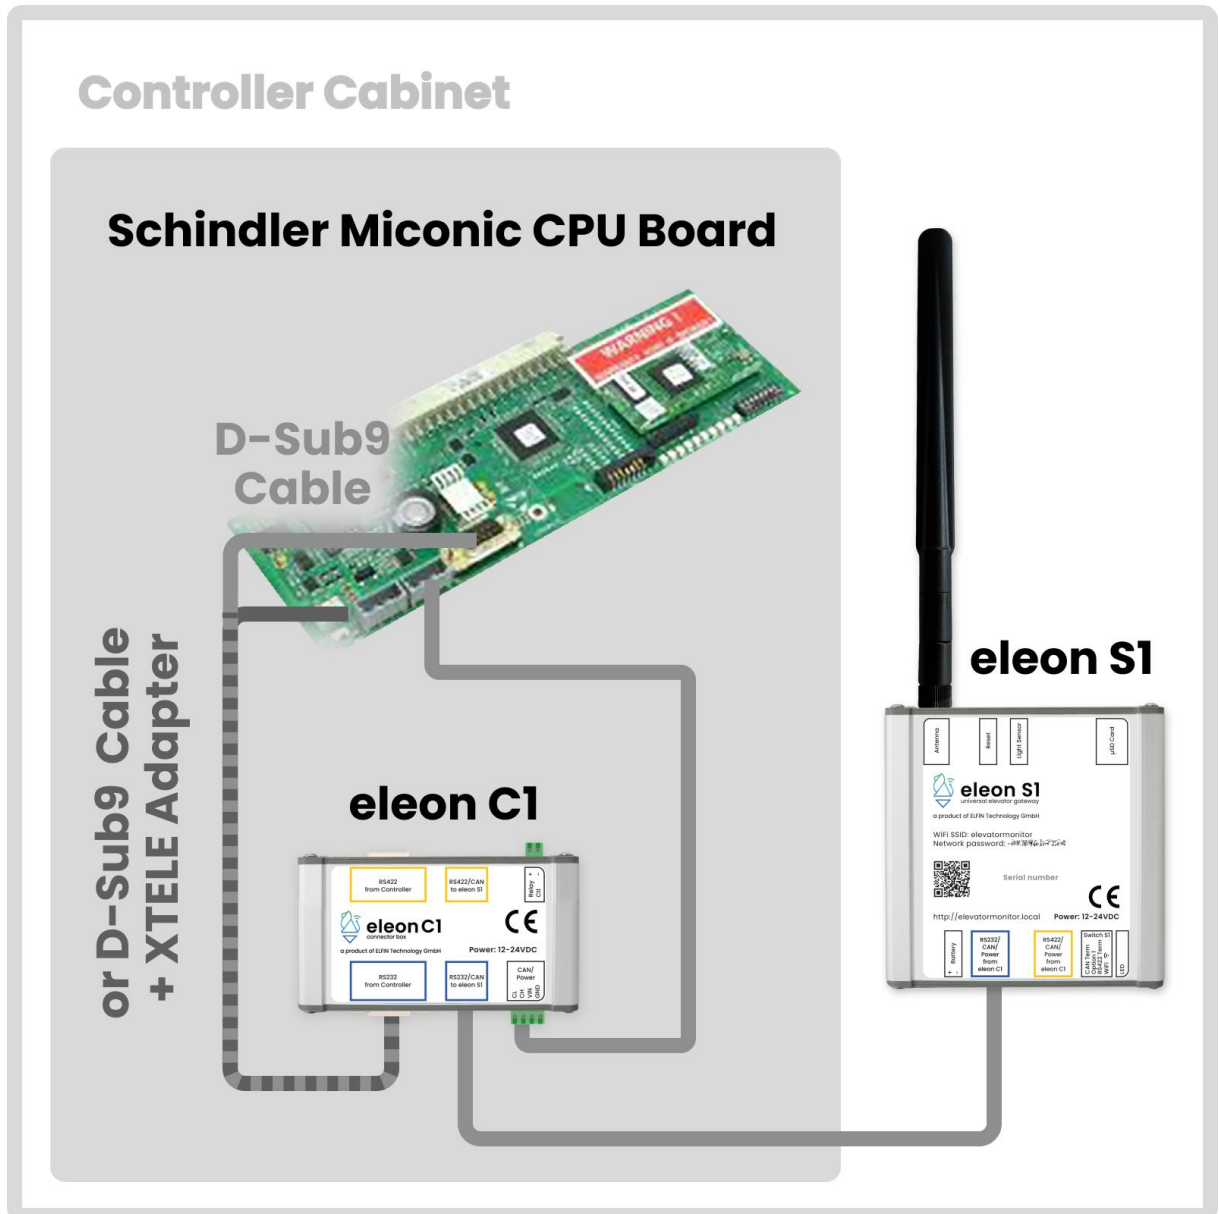 Controller Cabinet
Schindler Miconic CPU Board
WARNING !
D-Sub9
Cable
or D-Sub9 Cable
+ XTELE Adapter
eleon S1
Antenna
Reset
Light Sensor
µSD Card
eleon S1
universal elevator gateway
a product of ELFIN Technology GmbH
WiFi SSID: elevatormonitor
Network password:
Serial number
CE
http://elevatormonitor.local
Power: 12-24VDC
+ Battery
-
RS232/
CAN/
Power
from
eleon C1
RS422/
CAN/
Power
from
eleon C1
Switch S1
CAN Term
Option 1
RS422 Term
WiFi
LED
eleon C1
RS422
from Controller
RS422/CAN
to eleon S1
Relay +
Ctl -
eleon C1
connector box
CE
a product of ELFIN Technology GmbH
Power: 12-24VDC
RS232
from Controller
RS232/CAN
to eleon S1
CAN/
Power
CL
CH
VIN
GND